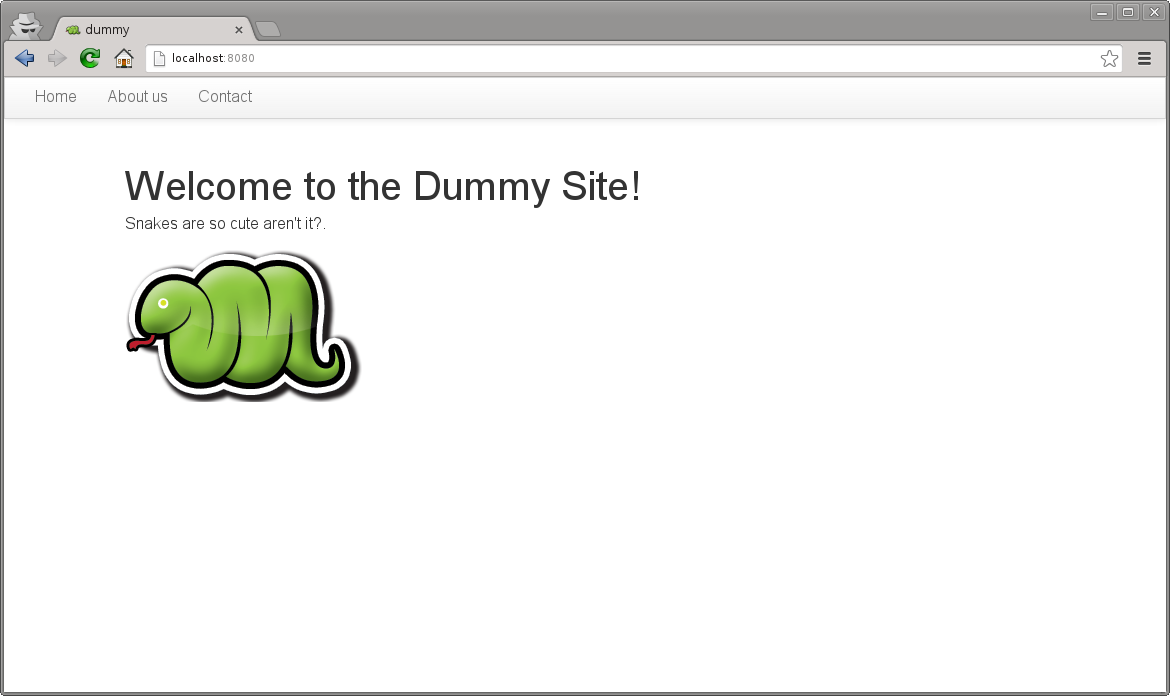 dummy
localhost:8080
Home About us Contact
Welcome to the Dummy Site!
Snakes are so cute aren't it?.